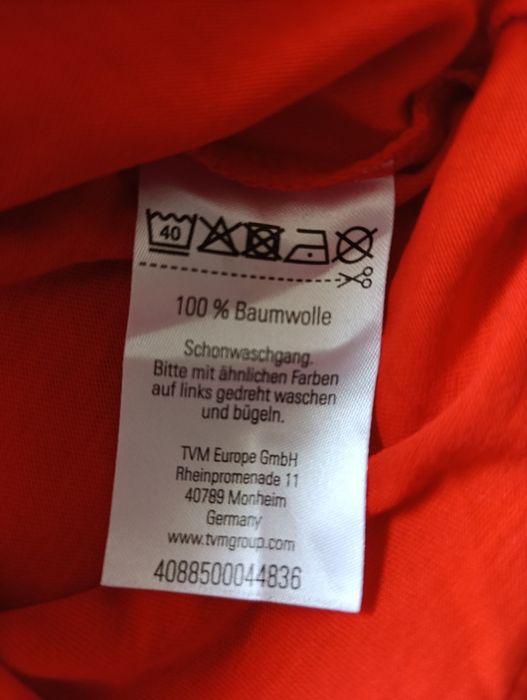 40
100 % Baumwolle
Schonwaschgang.
Bitte mit ähnlichen Farben
auf links gedreht waschen
und bügeln.
TVM Europe GmbH
Rheinpromenade 11
40789 Monheim
Germany
www.tvmgroup.com
4088500044836